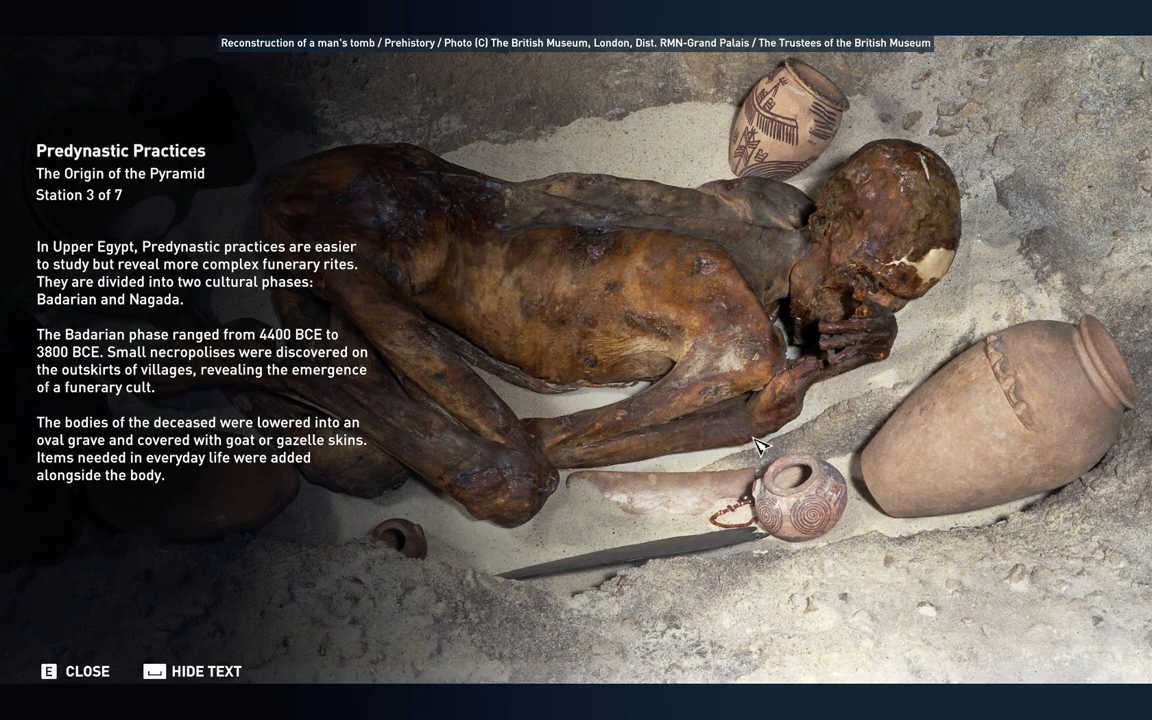 Reconstruction of a man's tomb / Prehistory / Photo (C) The British Museum, London, Dist. RMN-Grand Palais / The Trustees of the British Museum
Predynastic Practices
The Origin of the Pyramid
Station 3 of 7
In Upper Egypt, Predynastic practices are easier
to study but reveal more complex funerary rites.
They are divided into two cultural phases:
Badarian and Nagada.
The Badarian phase ranged from 4400 BCE to
3800 BCE. Small necropolises were discovered on
the outskirts of villages, revealing the emergence
of a funerary cult.
The bodies of the deceased were lowered into an
oval grave and covered with goat or gazelle skins.
Items needed in everyday life were added
alongside the body.
E CLOSE HIDE TEXT